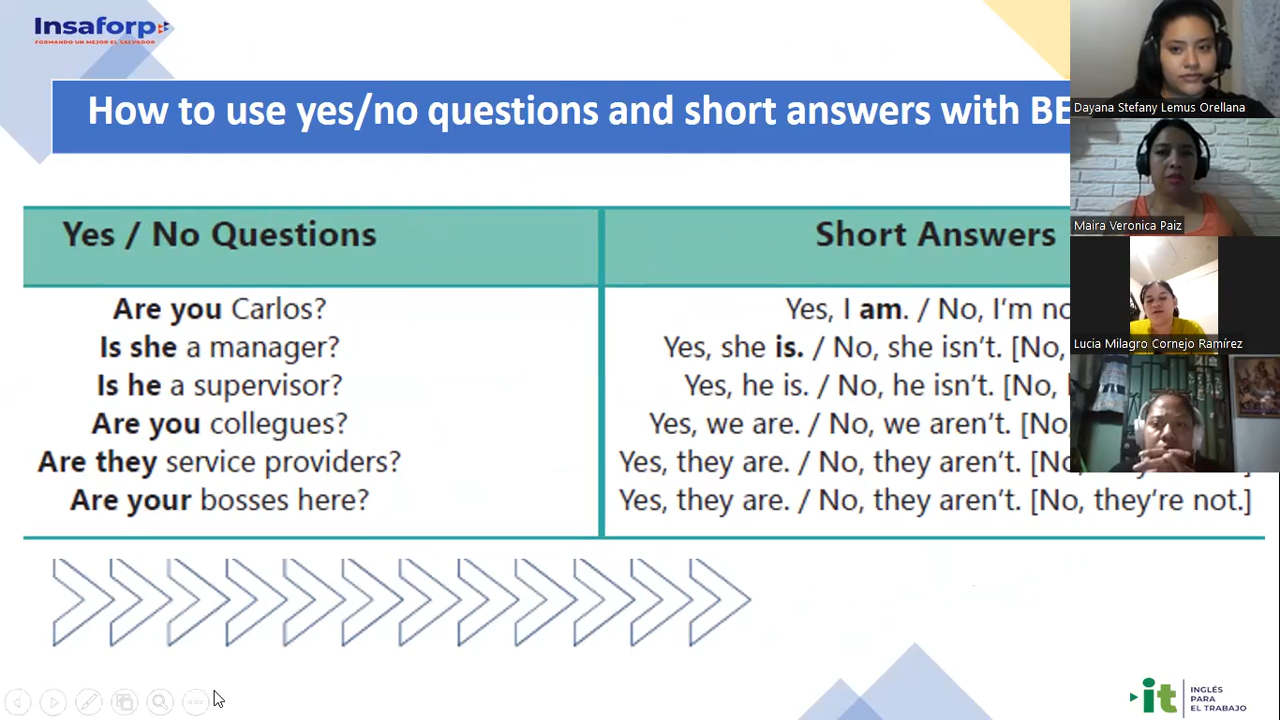 Insaforp
FORMANDO UN MEJOR EL SALVADOR
How to use yes/no questions and short answers with BE
Yes / No Questions
Short Answers
Are you Carlos?
Yes, I am. / No, I'm
Is she a manager?
Yes, she is. / No, she isn't. [No,
Is he a supervisor?
Yes, he is. / No, he isn't. [No,
Are you collegues?
Yes, we are. / No, we aren't. [No,
Are they service providers?
Yes, they are. / No, they aren't.
Are your bosses here?
Yes, they are. / No, they aren't. [No, they're not.]
Dayana Stefany Lemus Orellana
Maira Veronica Paiz
Lucia Milagro Cornejo Ramírez
it
INGLÉS
PARA
EL TRABAJO